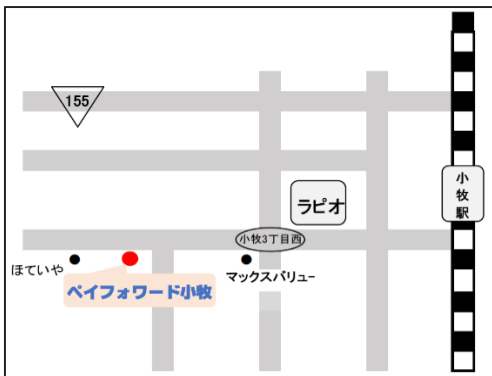 155
小牧駅
ラピオ
小牧3丁目西
ほていや
マックスバリュー
ペイフォワード小牧